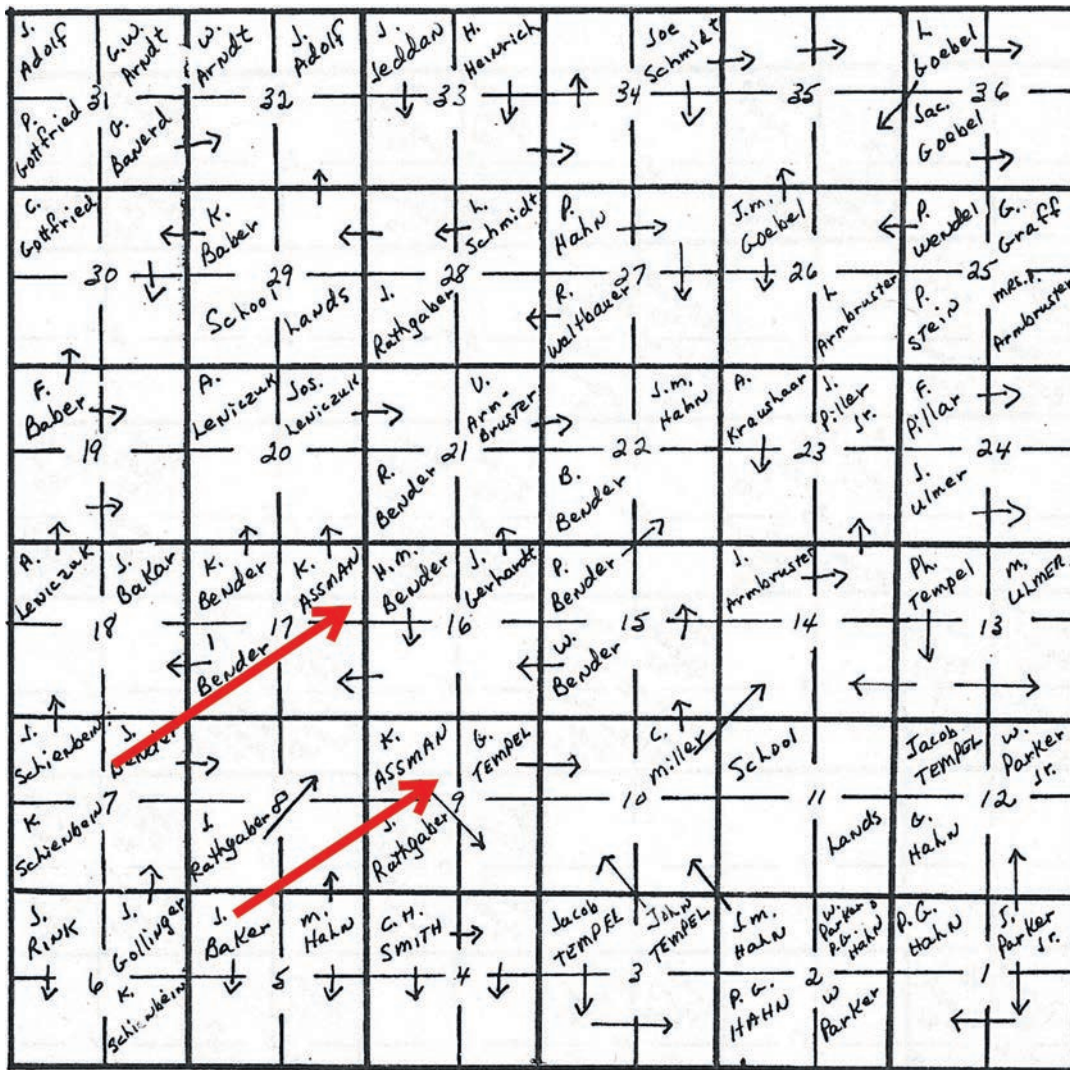 J. Adolf
G.W. Arndt
W. Arndt
J. Adolf
J. Jeddan
H. Heinrich
Joe Schmidt
L. Goebel
31
32
33
34
35
36
P. Gottfried
G. Banerd
Jac. Goebel
C. Gottfried
K. Baber
L. Schmidt
P. Hahn
J.M. Goebel
P. Wendel
G. Graff
30
29
28
27
26
25
School Lands
J. Rathgaber
R. Waltbauer
L. Armbruster
P. Stein
Mrs. P. Armbruster
F. Baber
A. Lewiczuk
Jos. Lewiczuk
V. Armbruster
J.M. Hahn
A. Kraushaar
J. Piller Jr.
F. Pillar
19
20
21
22
23
24
R. Bender
B. Bender
J. Ulmer
A. Lewiczuk
J. Bakar
K. Bender
K. ASSMAN
H.M. Bender
J. Gerhardt
P. Bender
J. Armbruster
Ph. Tempel
M. ULMER
18
17
16
15
14
13
I Bender
W. Bender
J. Schienbein
J. Bender
K. ASSMAN
G. TEMPEL
C. Miller
School
Jacob TEMPEL
W. Parker Jr.
7
8
9
10
11
12
K. Schienbein
J. Rathgaber
J. Rathgaber
Lands
G. Hahn
J. RINK
J. Gollinger
J. Baker
M. Hahn
C.H. SMITH
Jacob TEMPEL
John TEMPEL
J.M. Hahn
W. Parker & P.G. HAHN
P.G. Hahn
J. Parker Jr.
6
5
4
3
2
1
K. Schienbein
P.G. HAHN
W Parker